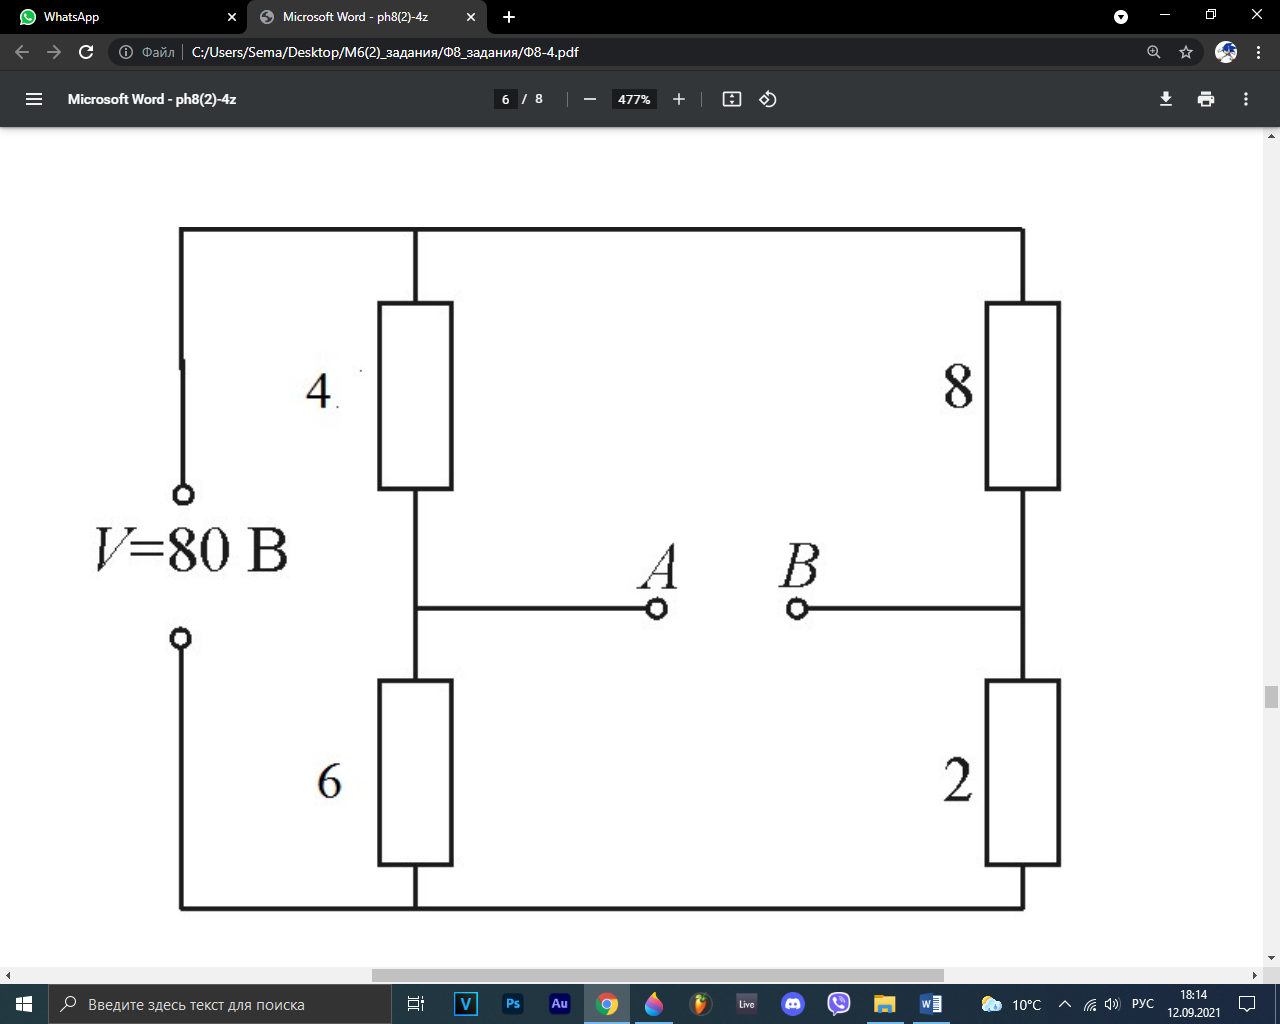 WhatsApp
Microsoft Word - ph8(2)-4z
Файл
C:/Users/Sema/Desktop/М6(2)_задания/Ф8_задания/Ф8-4.pdf
Microsoft Word - ph8(2)-4z
6 / 8
477%
4
8
V=80 В
A
B
6
2
Введите здесь текст для поиска
V
Ps
Au
Live
W
10°C
РУС
18:14
12.09.2021